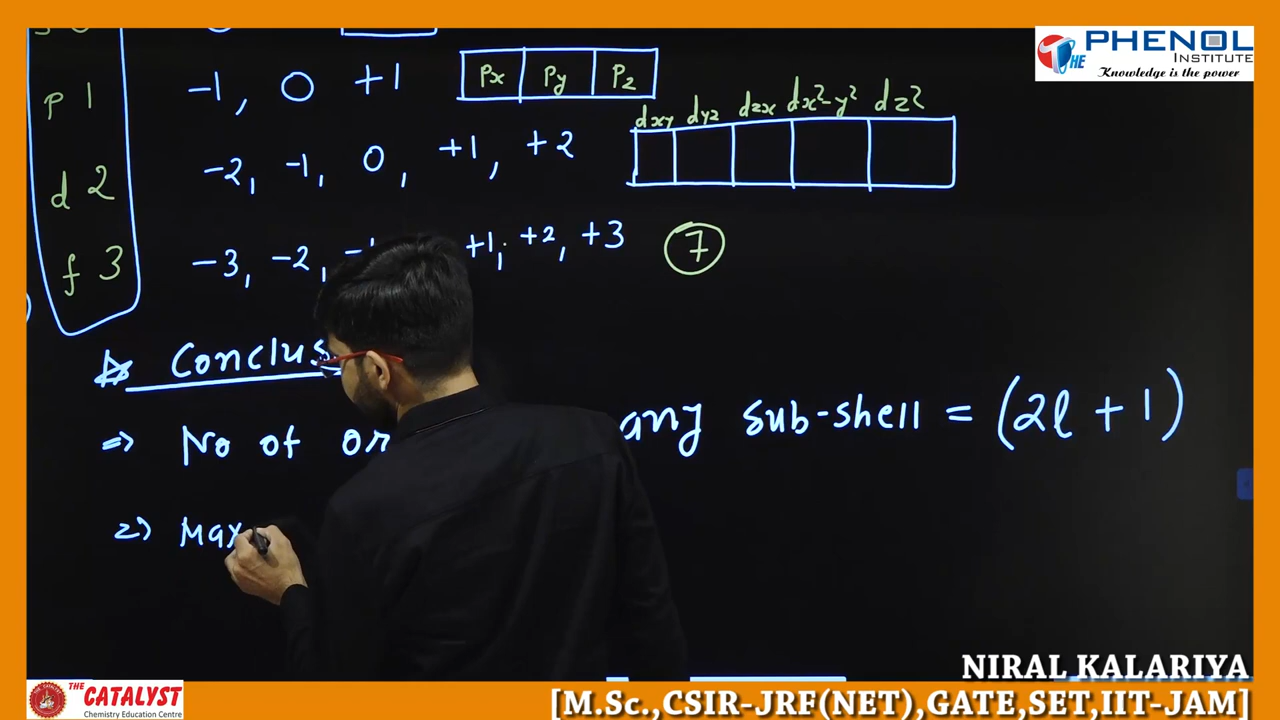 PHENOL
INSTITUTE
THE
Knowledge is the power
-1, 0 +1 Px Py Pz
p 1
dxy dyz dzx dx²-y² dz²
d 2 -2, -1, 0, +1, +2
f 3 -3, -2, +1, +2, +3 7
=> No of any sub-shell = (2l + 1)
2) Max
NIRAL KALARIYA
THE CATALYST
Chemistry Education Centre
[M.Sc.,CSIR-JRF(NET),GATE,SET,IIT-JAM]